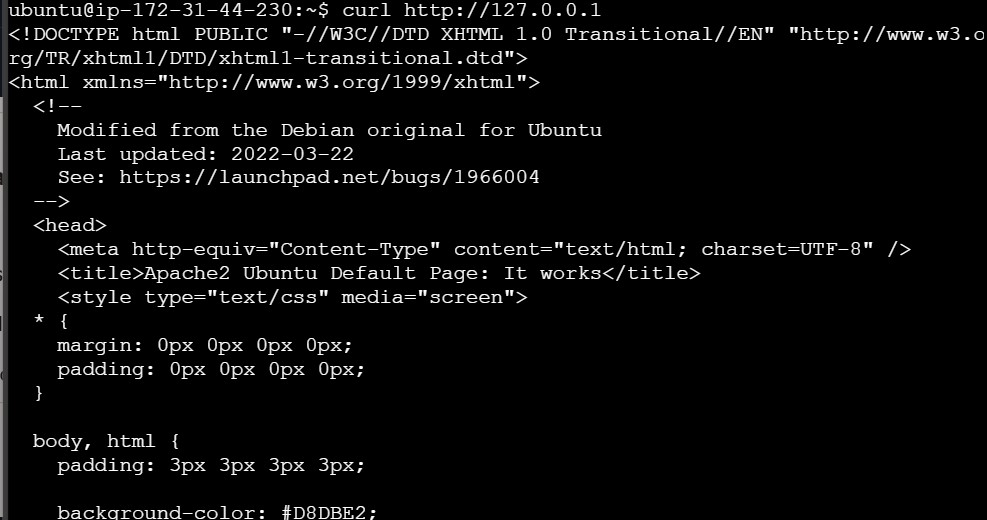 ubuntu@ip-172-31-44-230:~$ curl http://127.0.0.1
<!DOCTYPE html PUBLIC "-//W3C//DTD XHTML 1.0 Transitional//EN" "http://www.w3.o
rg/TR/xhtml1/DTD/xhtml1-transitional.dtd">
<html xmlns="http://www.w3.org/1999/xhtml">
  <!--
    Modified from the Debian original for Ubuntu
    Last updated: 2022-03-22
    See: https://launchpad.net/bugs/1966004
  -->
  <head>
    <meta http-equiv="Content-Type" content="text/html; charset=UTF-8" />
    <title>Apache2 Ubuntu Default Page: It works</title>
    <style type="text/css" media="screen">
  * {
    margin: 0px 0px 0px 0px;
    padding: 0px 0px 0px 0px;
  }

  body, html {
    padding: 3px 3px 3px 3px;

    background-color: #D8DBE2;